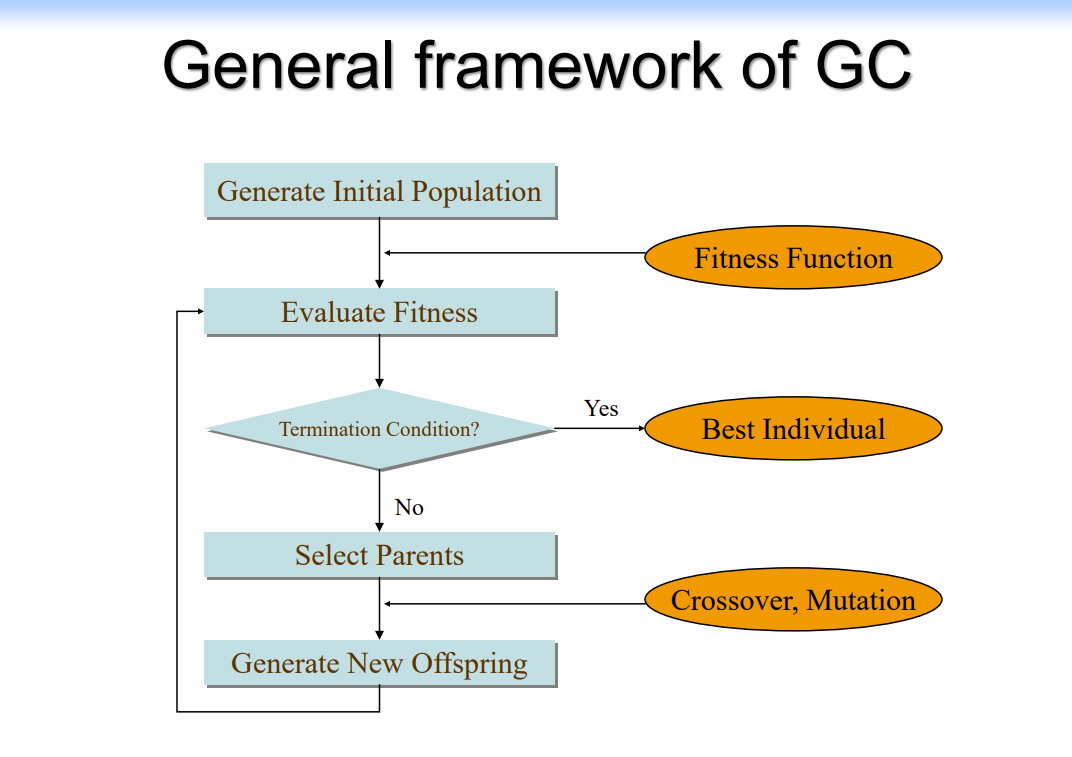 General framework of GC
Generate Initial Population
Fitness Function
Evaluate Fitness
Termination Condition?
Yes
Best Individual
No
Select Parents
Crossover, Mutation
Generate New Offspring